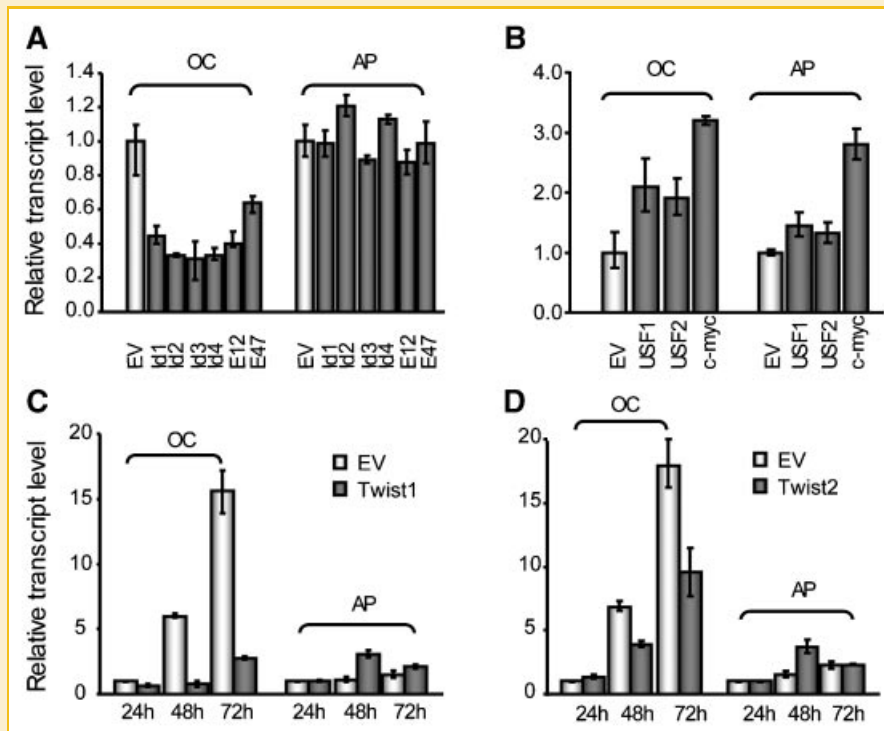 A
OC
AP
Relative transcript level
1.4
1.2
1.0
0.8
0.6
0.4
0.2
0.0
EV
Id1
Id2
Id3
Id4
E12
E47
EV
Id1
Id2
Id3
Id4
E12
E47
B
OC
AP
4.0
3.0
2.0
1.0
0.0
EV
USF1
USF2
c-myc
EV
USF1
USF2
c-myc
C
OC
AP
EV
Twist1
Relative transcript level
20
15
10
5
0
24h 48h 72h 24h 48h 72h
D
OC
AP
EV
Twist2
20
15
10
5
0
24h 48h 72h 24h 48h 72h